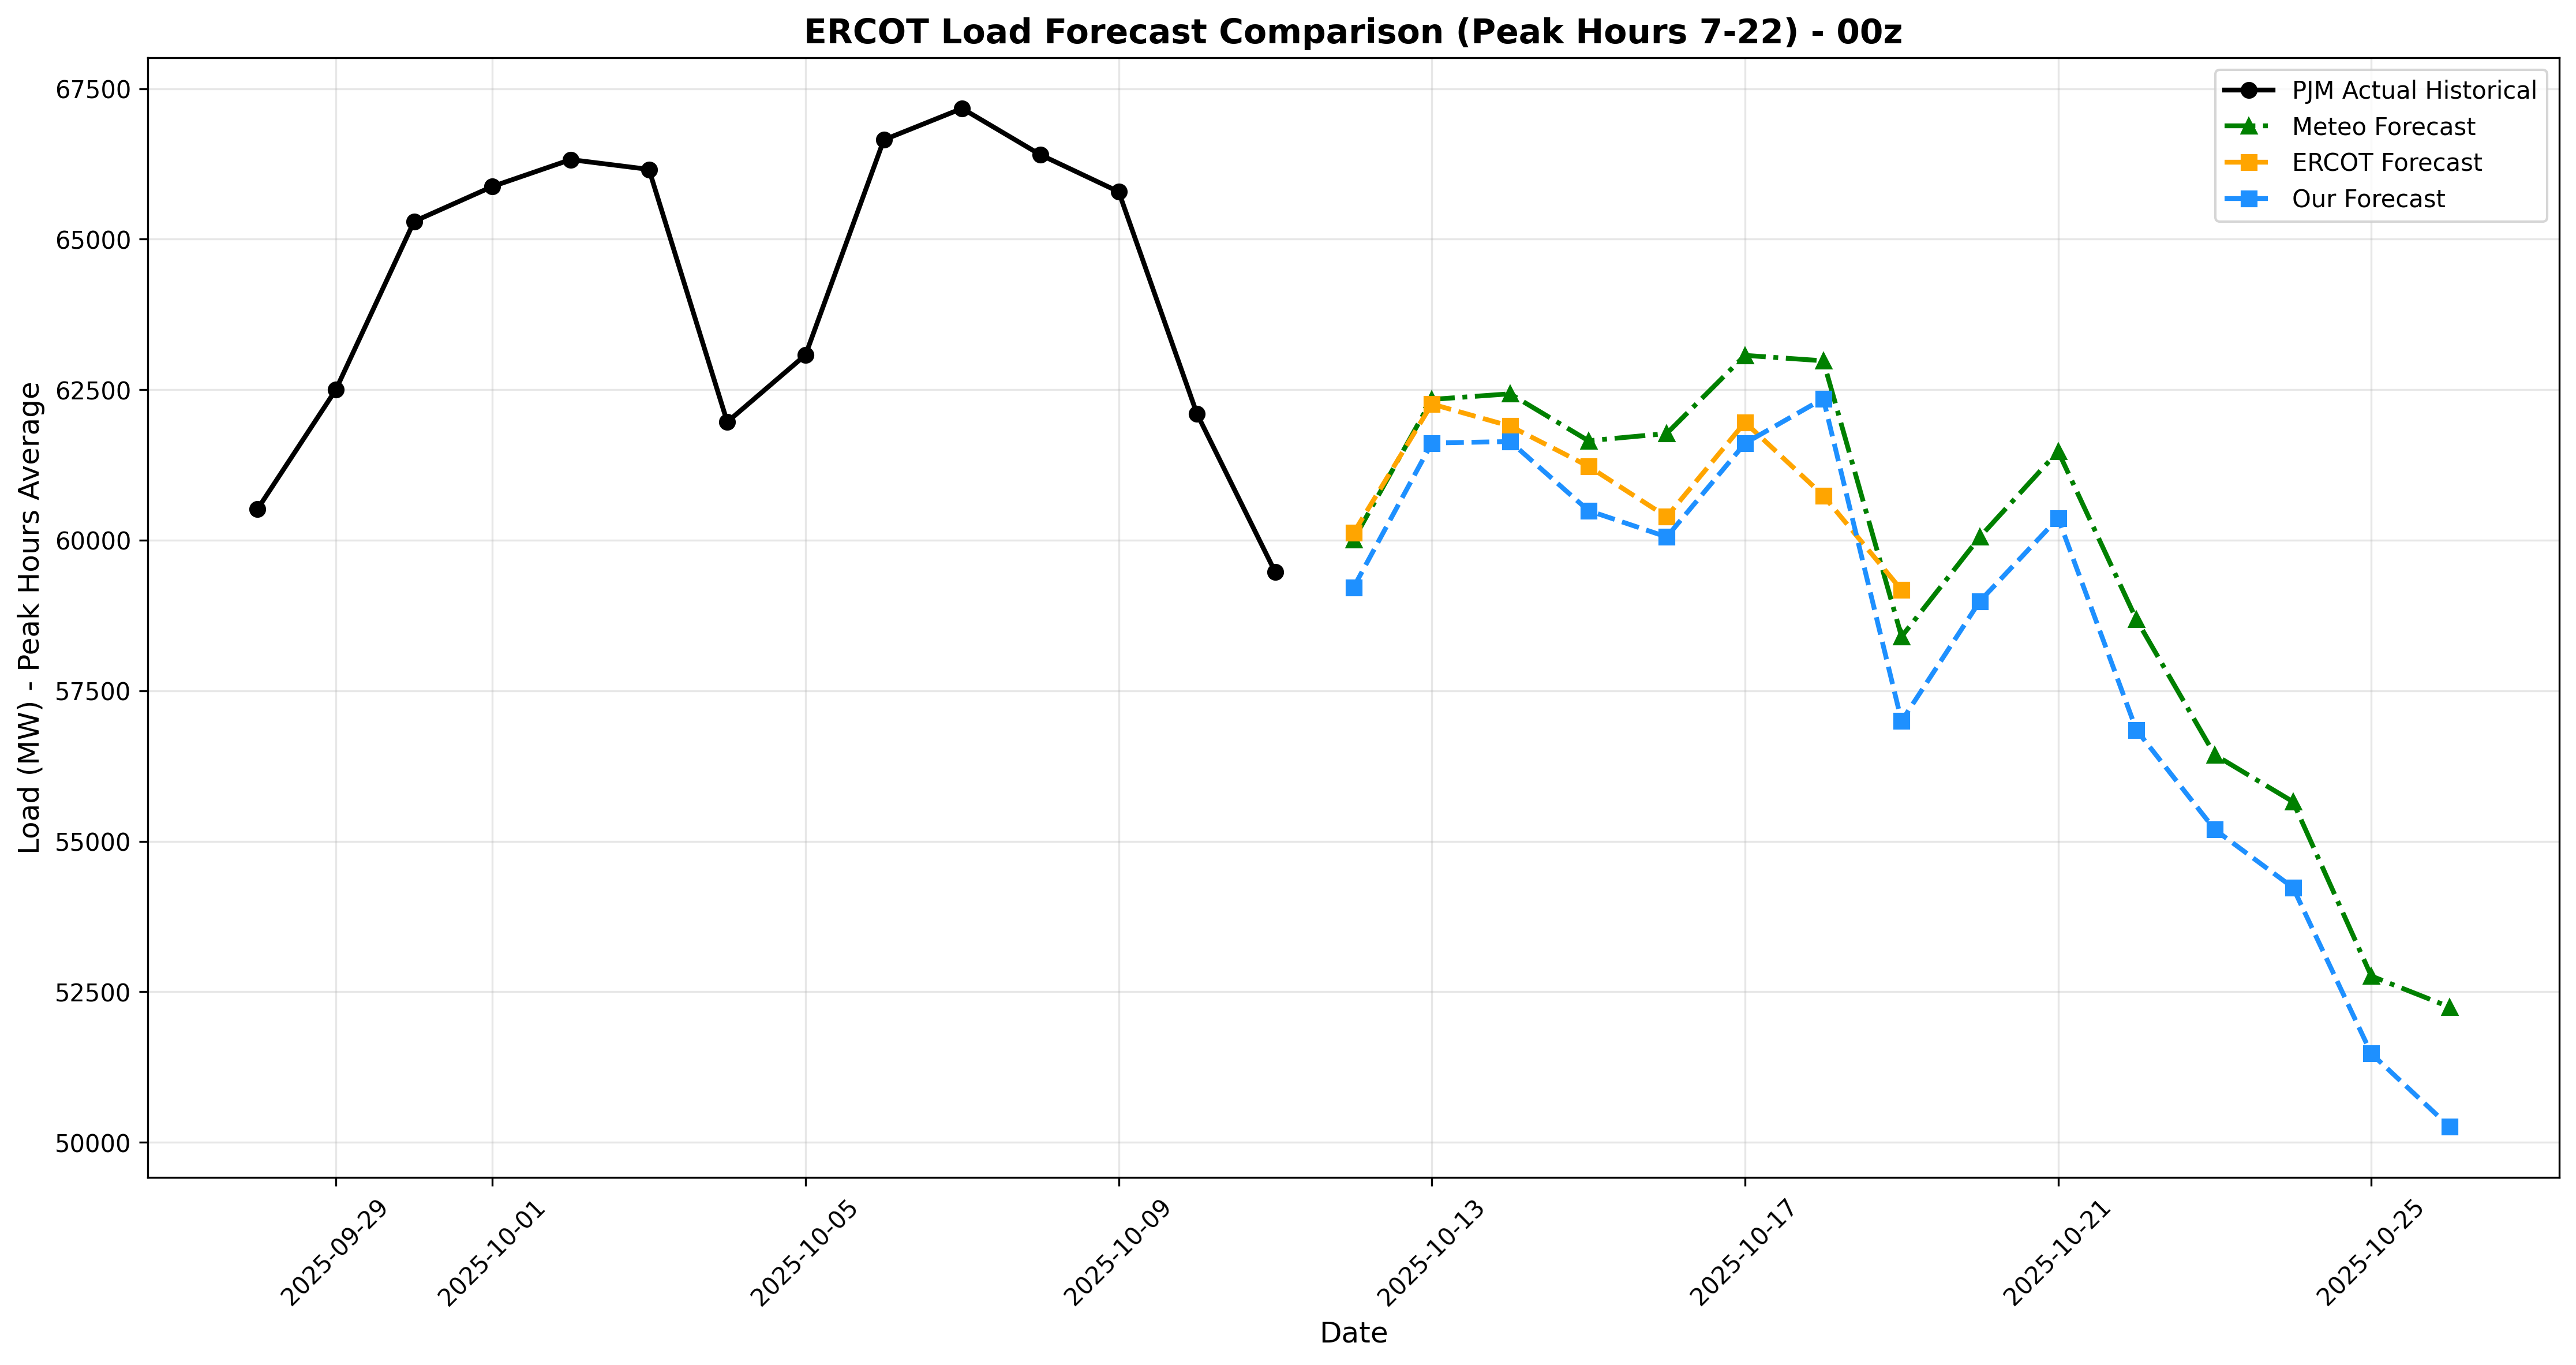 ERCOT Load Forecast Comparison (Peak Hours 7-22) - 00z
PJM Actual Historical
Meteo Forecast
ERCOT Forecast
Our Forecast
Load (MW) - Peak Hours Average
67500
65000
62500
60000
57500
55000
52500
50000
2025-09-29
2025-10-01
2025-10-05
2025-10-09
2025-10-13
2025-10-17
2025-10-21
2025-10-25
Date